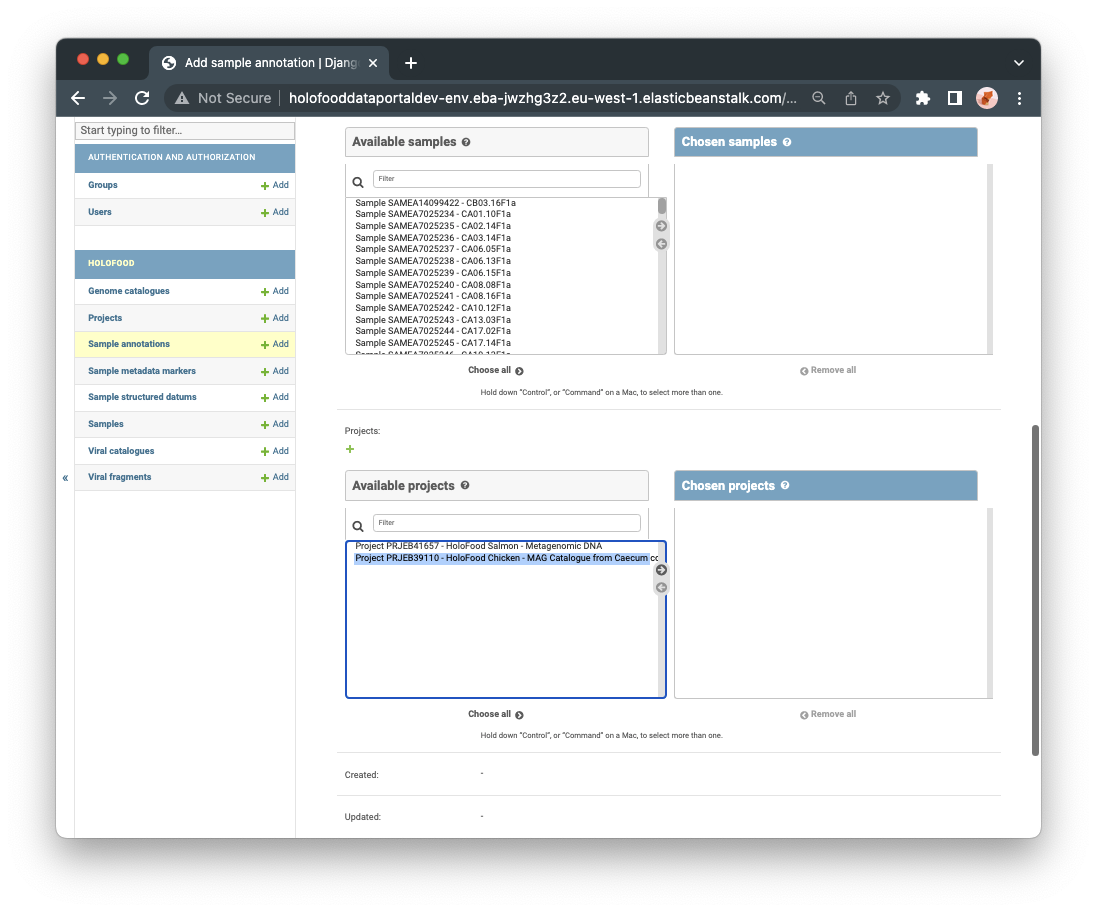 Add sample annotation | Djang
Not Secure
holofooddataportaldev-env.eba-jwzhg3z2.eu-west-1.elasticbeanstalk.com/...
Start typing to filter...
AUTHENTICATION AND AUTHORIZATION
Groups Add
Users Add
HOLOFOOD
Genome catalogues Add
Projects Add
Sample annotations Add
Sample metadata markers Add
Sample structured datums Add
Samples Add
Viral catalogues Add
Viral fragments Add
«
Available samples
Filter
Sample SAMEA14099422 - CB03.16F1a
Sample SAMEA7025234 - CA01.10F1a
Sample SAMEA7025235 - CA02.14F1a
Sample SAMEA7025236 - CA03.14F1a
Sample SAMEA7025237 - CA06.05F1a
Sample SAMEA7025238 - CA06.13F1a
Sample SAMEA7025239 - CA06.15F1a
Sample SAMEA7025240 - CA08.08F1a
Sample SAMEA7025241 - CA08.16F1a
Sample SAMEA7025242 - CA10.12F1a
Sample SAMEA7025243 - CA13.03F1a
Sample SAMEA7025244 - CA17.02F1a
Sample SAMEA7025245 - CA17.14F1a
Choose all
Chosen samples
Remove all
Hold down “Control”, or “Command” on a Mac, to select more than one.
Projects:
Available projects
Filter
Project PRJEB41657 - HoloFood Salmon - Metagenomic DNA
Project PRJEB39110 - HoloFood Chicken - MAG Catalogue from Caecum co
Choose all
Chosen projects
Remove all
Hold down “Control”, or “Command” on a Mac, to select more than one.
Created: -
Updated: -